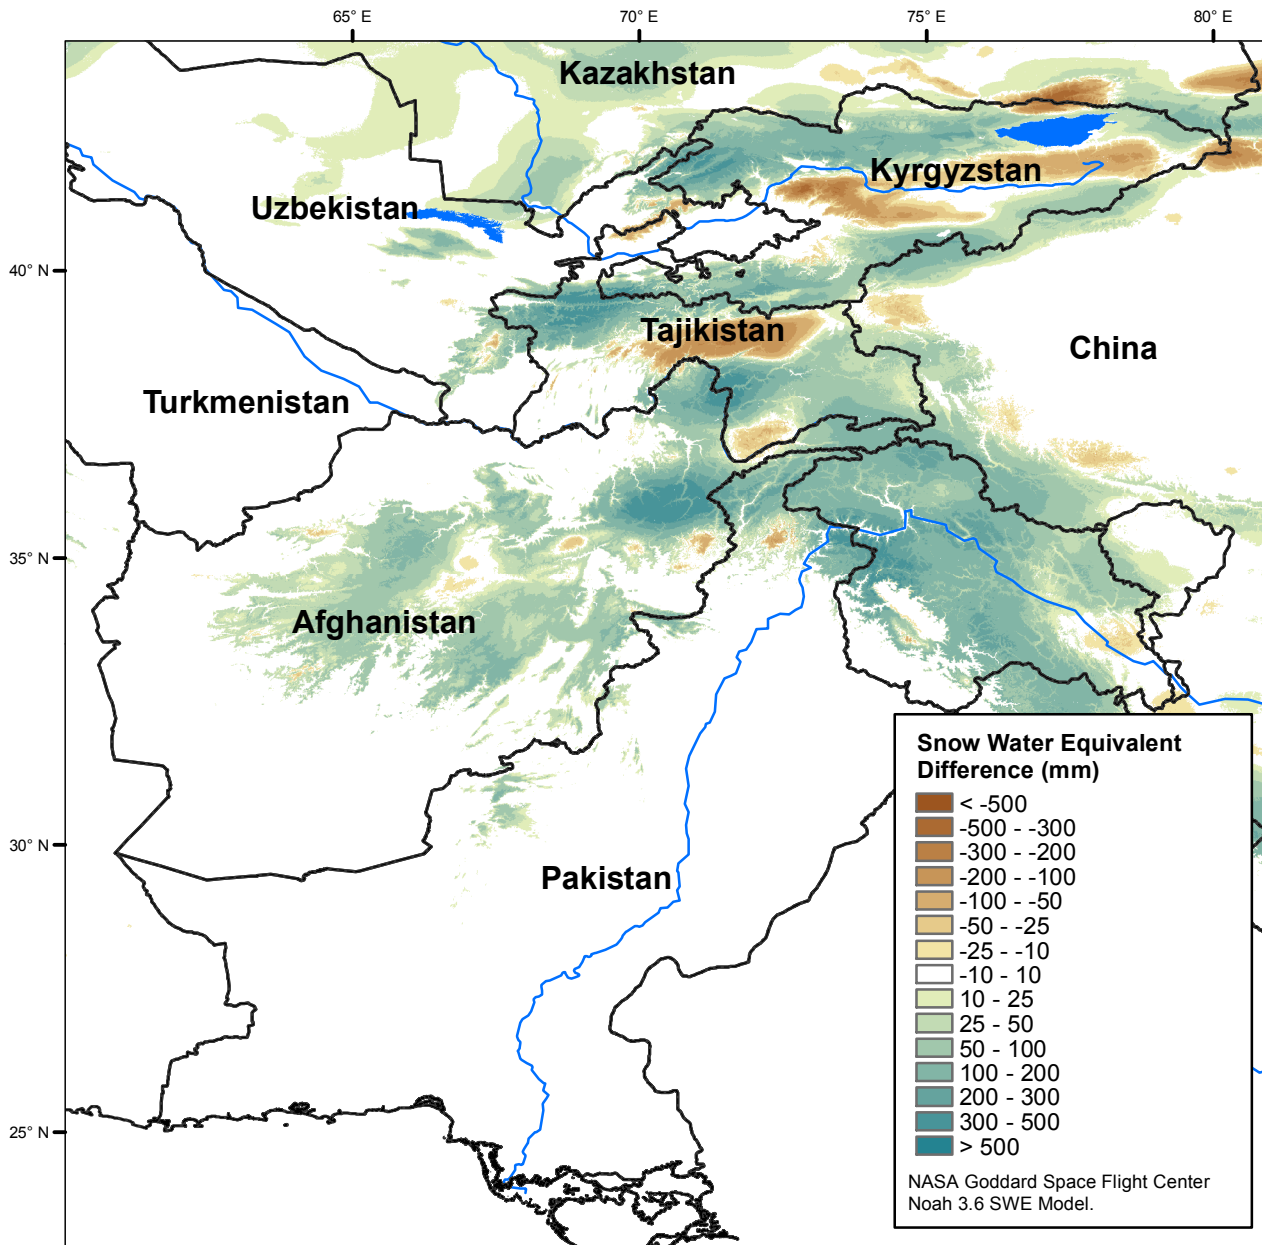 65° E
70° E
75° E
80° E
Kazakhstan
Kyrgyzstan
Uzbekistan
40° N
Tajikistan
China
Turkmenistan
35° N
Afghanistan
Snow Water Equivalent
Difference (mm)
< -500
-500 - -300
-300 - -200
-200 - -100
-100 - -50
-50 - -25
-25 - -10
-10 - 10
10 - 25
25 - 50
50 - 100
100 - 200
200 - 300
300 - 500
> 500
NASA Goddard Space Flight Center
Noah 3.6 SWE Model.
30° N
Pakistan
25° N